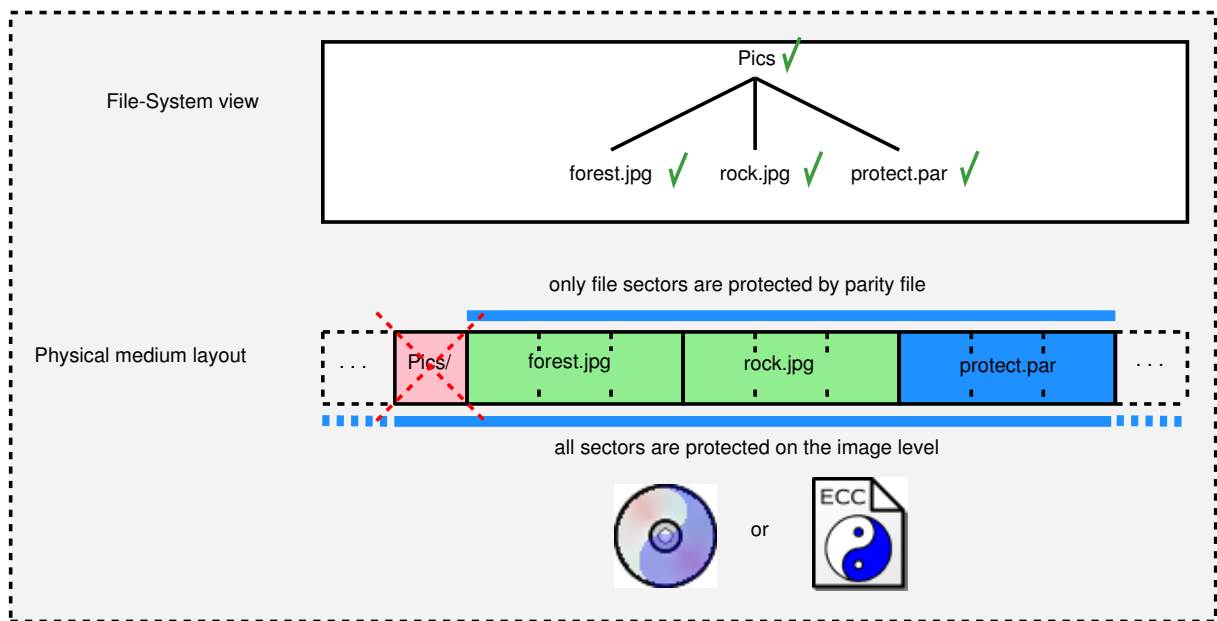 Pics
File-System view
forest.jpg rock.jpg protect.par
only file sectors are protected by parity file
Physical medium layout
. . . Pics/ forest.jpg rock.jpg protect.par . . .
all sectors are protected on the image level
ECC
or